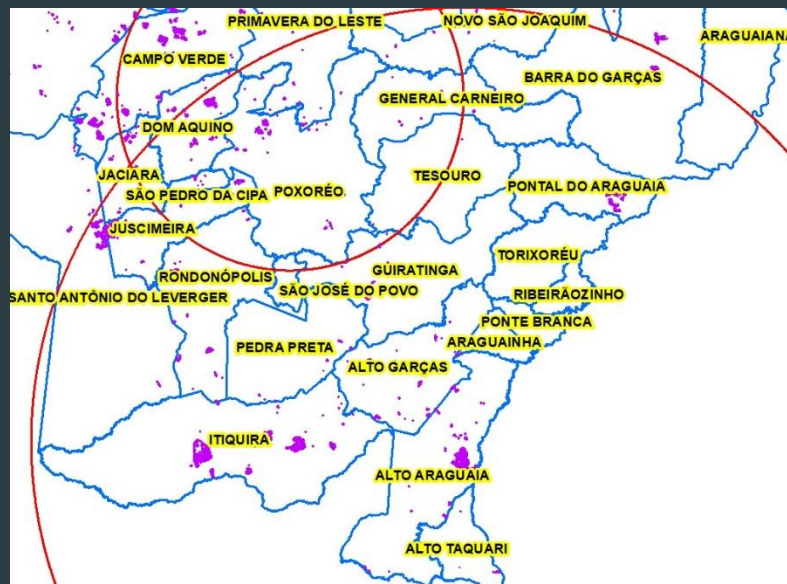 PRIMAVERA DO LESTE
NOVO SÃO JOAQUIM
ARAGUAIANA
CAMPO VERDE
BARRA DO GARÇAS
GENERAL CARNEIRO
DOM AQUINO
JACIARA
TESOURO
PONTAL DO ARAGUAIA
SÃO PEDRO DA CIPA
POXORÉO
JUSCIMEIRA
TORIXORÉU
GUIRATINGA
RONDONÓPOLIS
SÃO JOSÉ DO POVO
SANTO ANTÔNIO DO LEVERGER
RIBEIRÃOZINHO
PONTE BRANCA
PEDRA PRETA
ARAGUAINHA
ALTO GARÇAS
ITIQUIRA
ALTO ARAGUAIA
ALTO TAQUARI